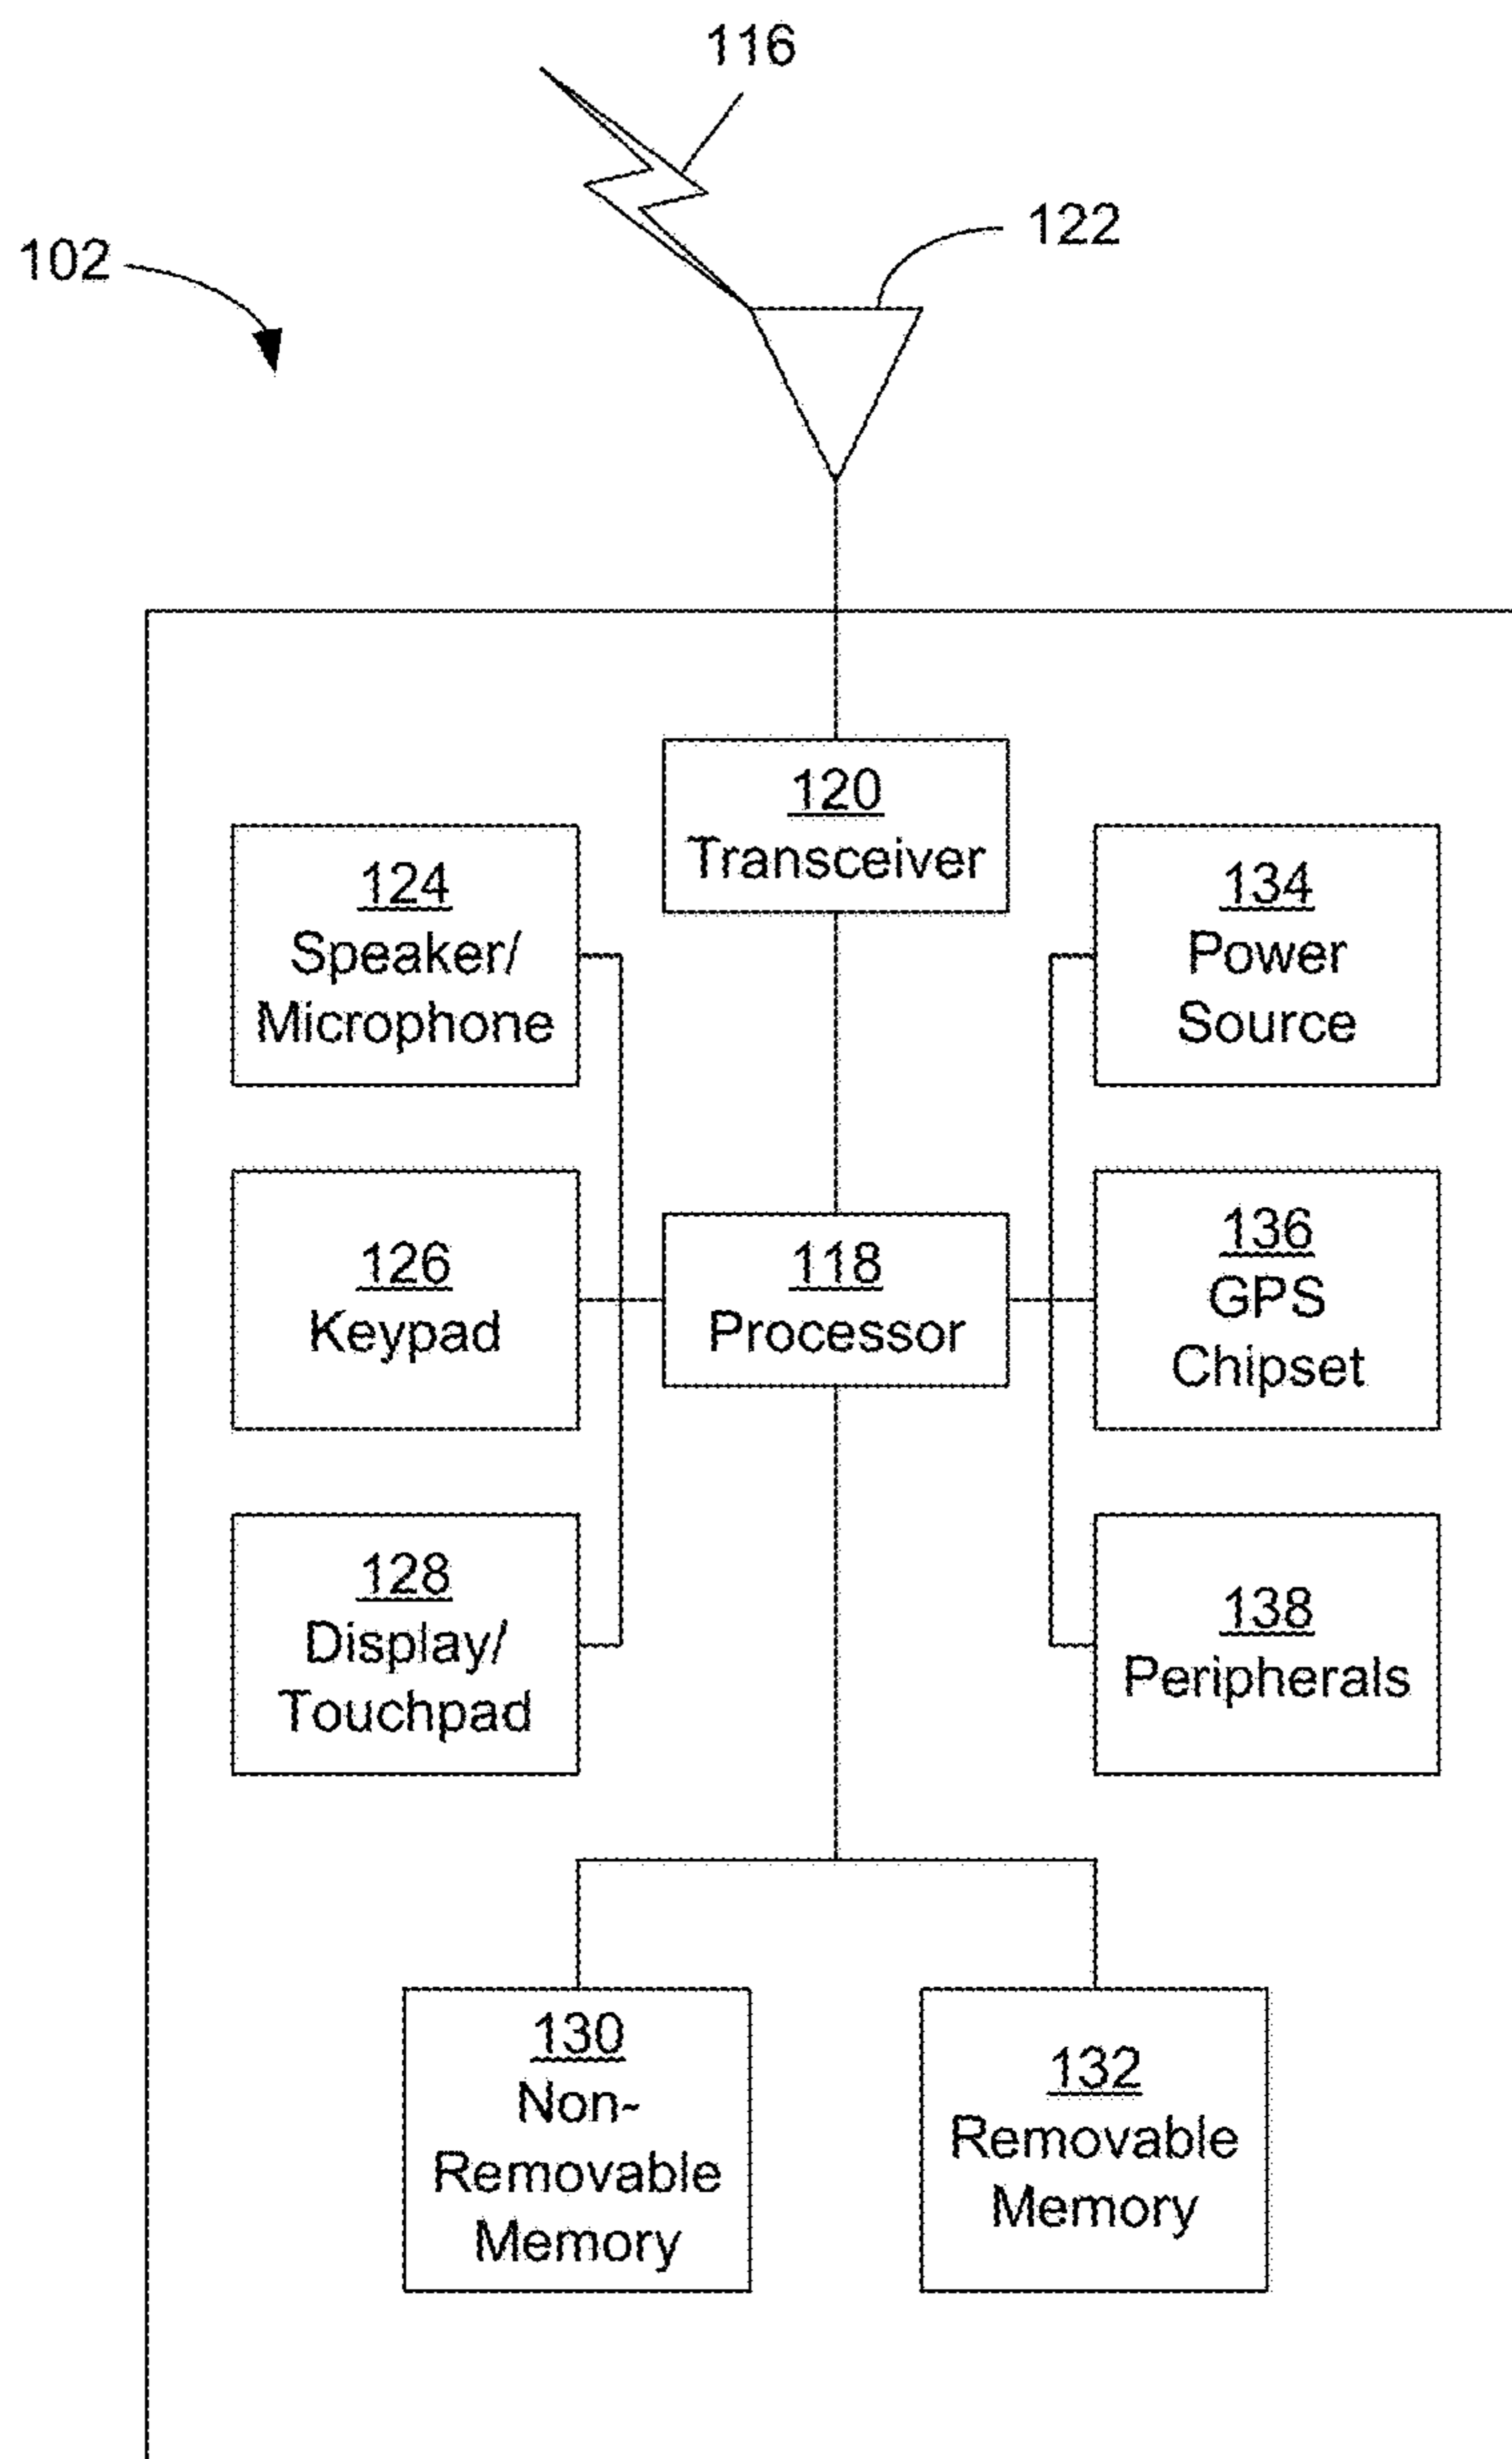 116
122
102
120
Transceiver
124
Speaker/
Microphone
134
Power
Source
126
Keypad
118
Processor
136
GPS
Chipset
128
Display/
Touchpad
138
Peripherals
130
Non-
Removable
Memory
132
Removable
Memory